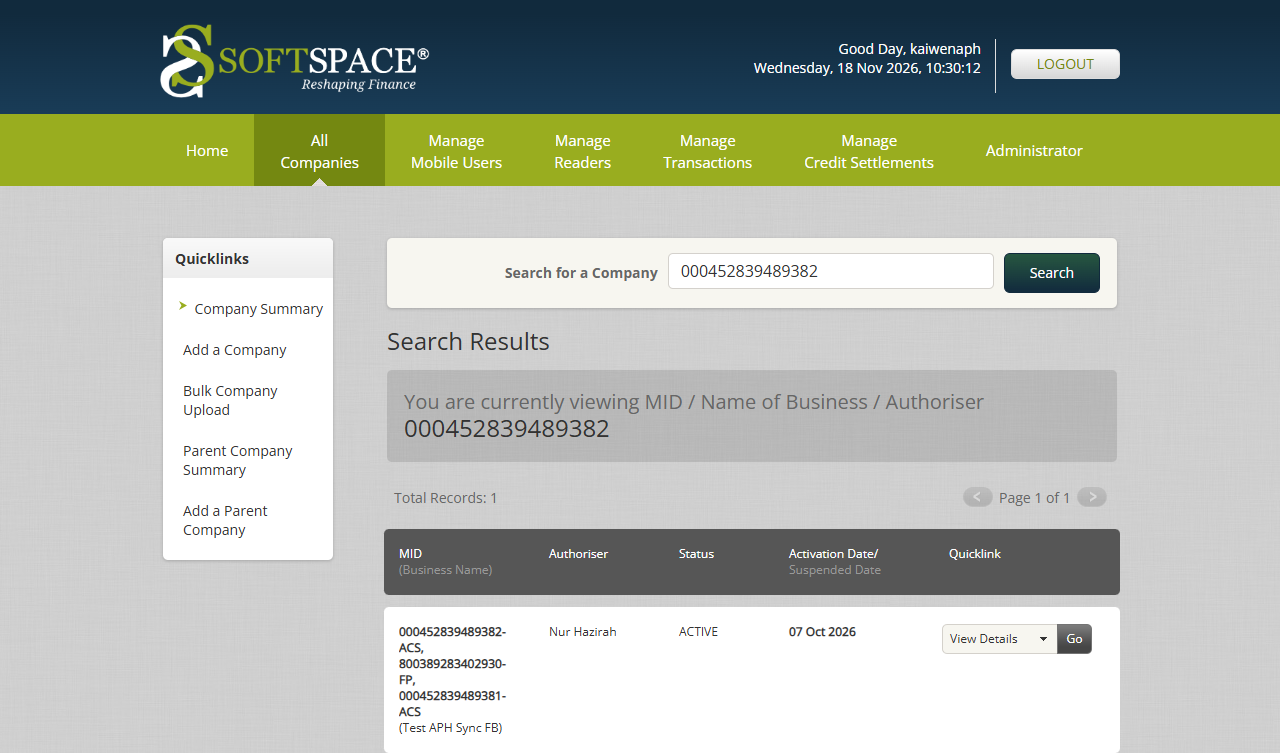 SOFTSPACE®
Reshaping Finance
Good Day, kaiwenaph
Wednesday, 18 Nov 2026, 10:30:12
LOGOUT
Home
All
Companies
Manage
Mobile Users
Manage
Readers
Manage
Transactions
Manage
Credit Settlements
Administrator
Quicklinks
Company Summary
Add a Company
Bulk Company
Upload
Parent Company
Summary
Add a Parent
Company
Search for a Company
000452839489382
Search
Search Results
You are currently viewing MID / Name of Business / Authoriser
000452839489382
Total Records: 1
< Page 1 of 1 >
MID
(Business Name)
Authoriser
Status
Activation Date/
Suspended Date
Quicklink
000452839489382-
ACS,
800389283402930-
FP,
000452839489381-
ACS
(Test APH Sync FB)
Nur Hazirah
ACTIVE
07 Oct 2026
View Details
Go